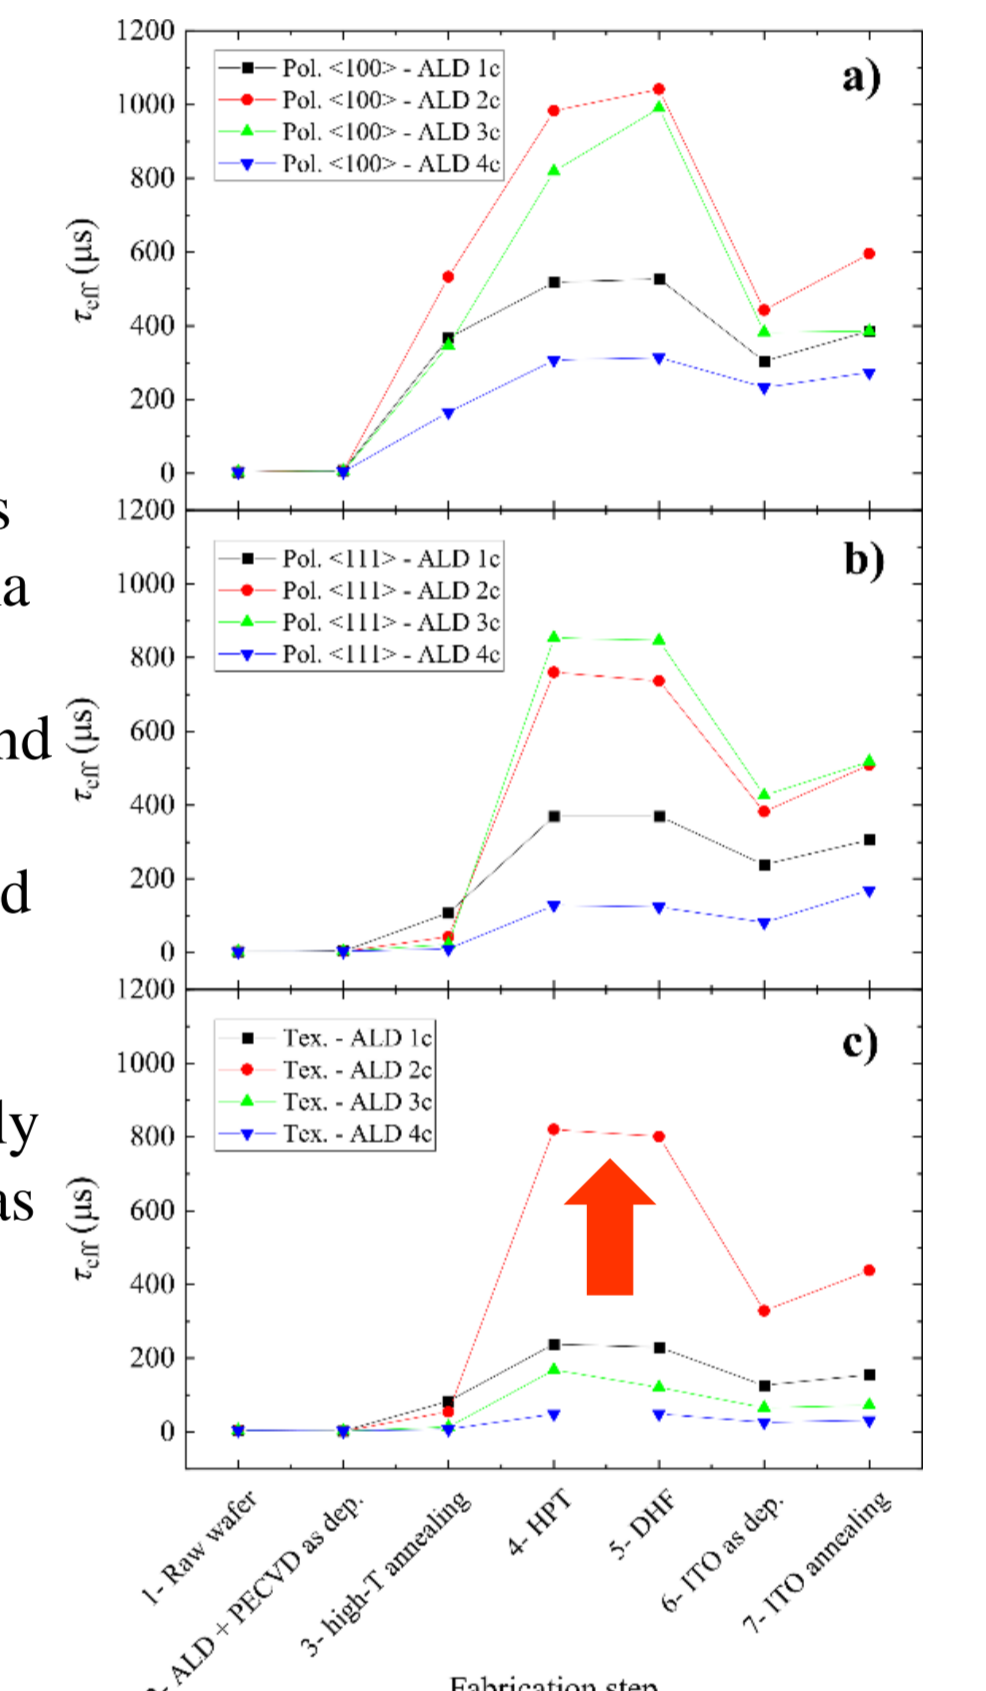 1200
1000
800
600
400
200
0
τeff (μs)
Pol. <100> - ALD 1c
Pol. <100> - ALD 2c
Pol. <100> - ALD 3c
Pol. <100> - ALD 4c
a)
s
nd
d
ly
as
1200
1000
800
600
400
200
0
τeff (μs)
Pol. <111> - ALD 1c
Pol. <111> - ALD 2c
Pol. <111> - ALD 3c
Pol. <111> - ALD 4c
b)
1200
1000
800
600
400
200
0
τeff (μs)
Tex. - ALD 1c
Tex. - ALD 2c
Tex. - ALD 3c
Tex. - ALD 4c
c)
1- Raw wafer
ALD + PECVD as dep.
3- high-T annealing
4- HPT
5- DHF
6- ITO as dep.
7- ITO annealing
Fabrication step